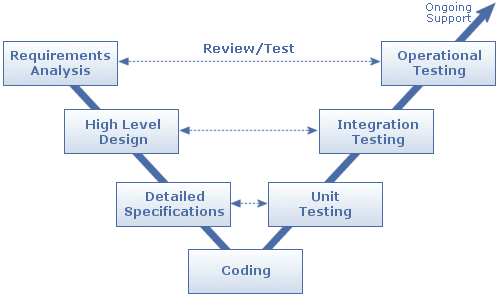 Ongoing
Support
Requirements
Analysis
Review/Test
Operational
Testing
High Level
Design
Integration
Testing
Detailed
Specifications
Unit
Testing
Coding